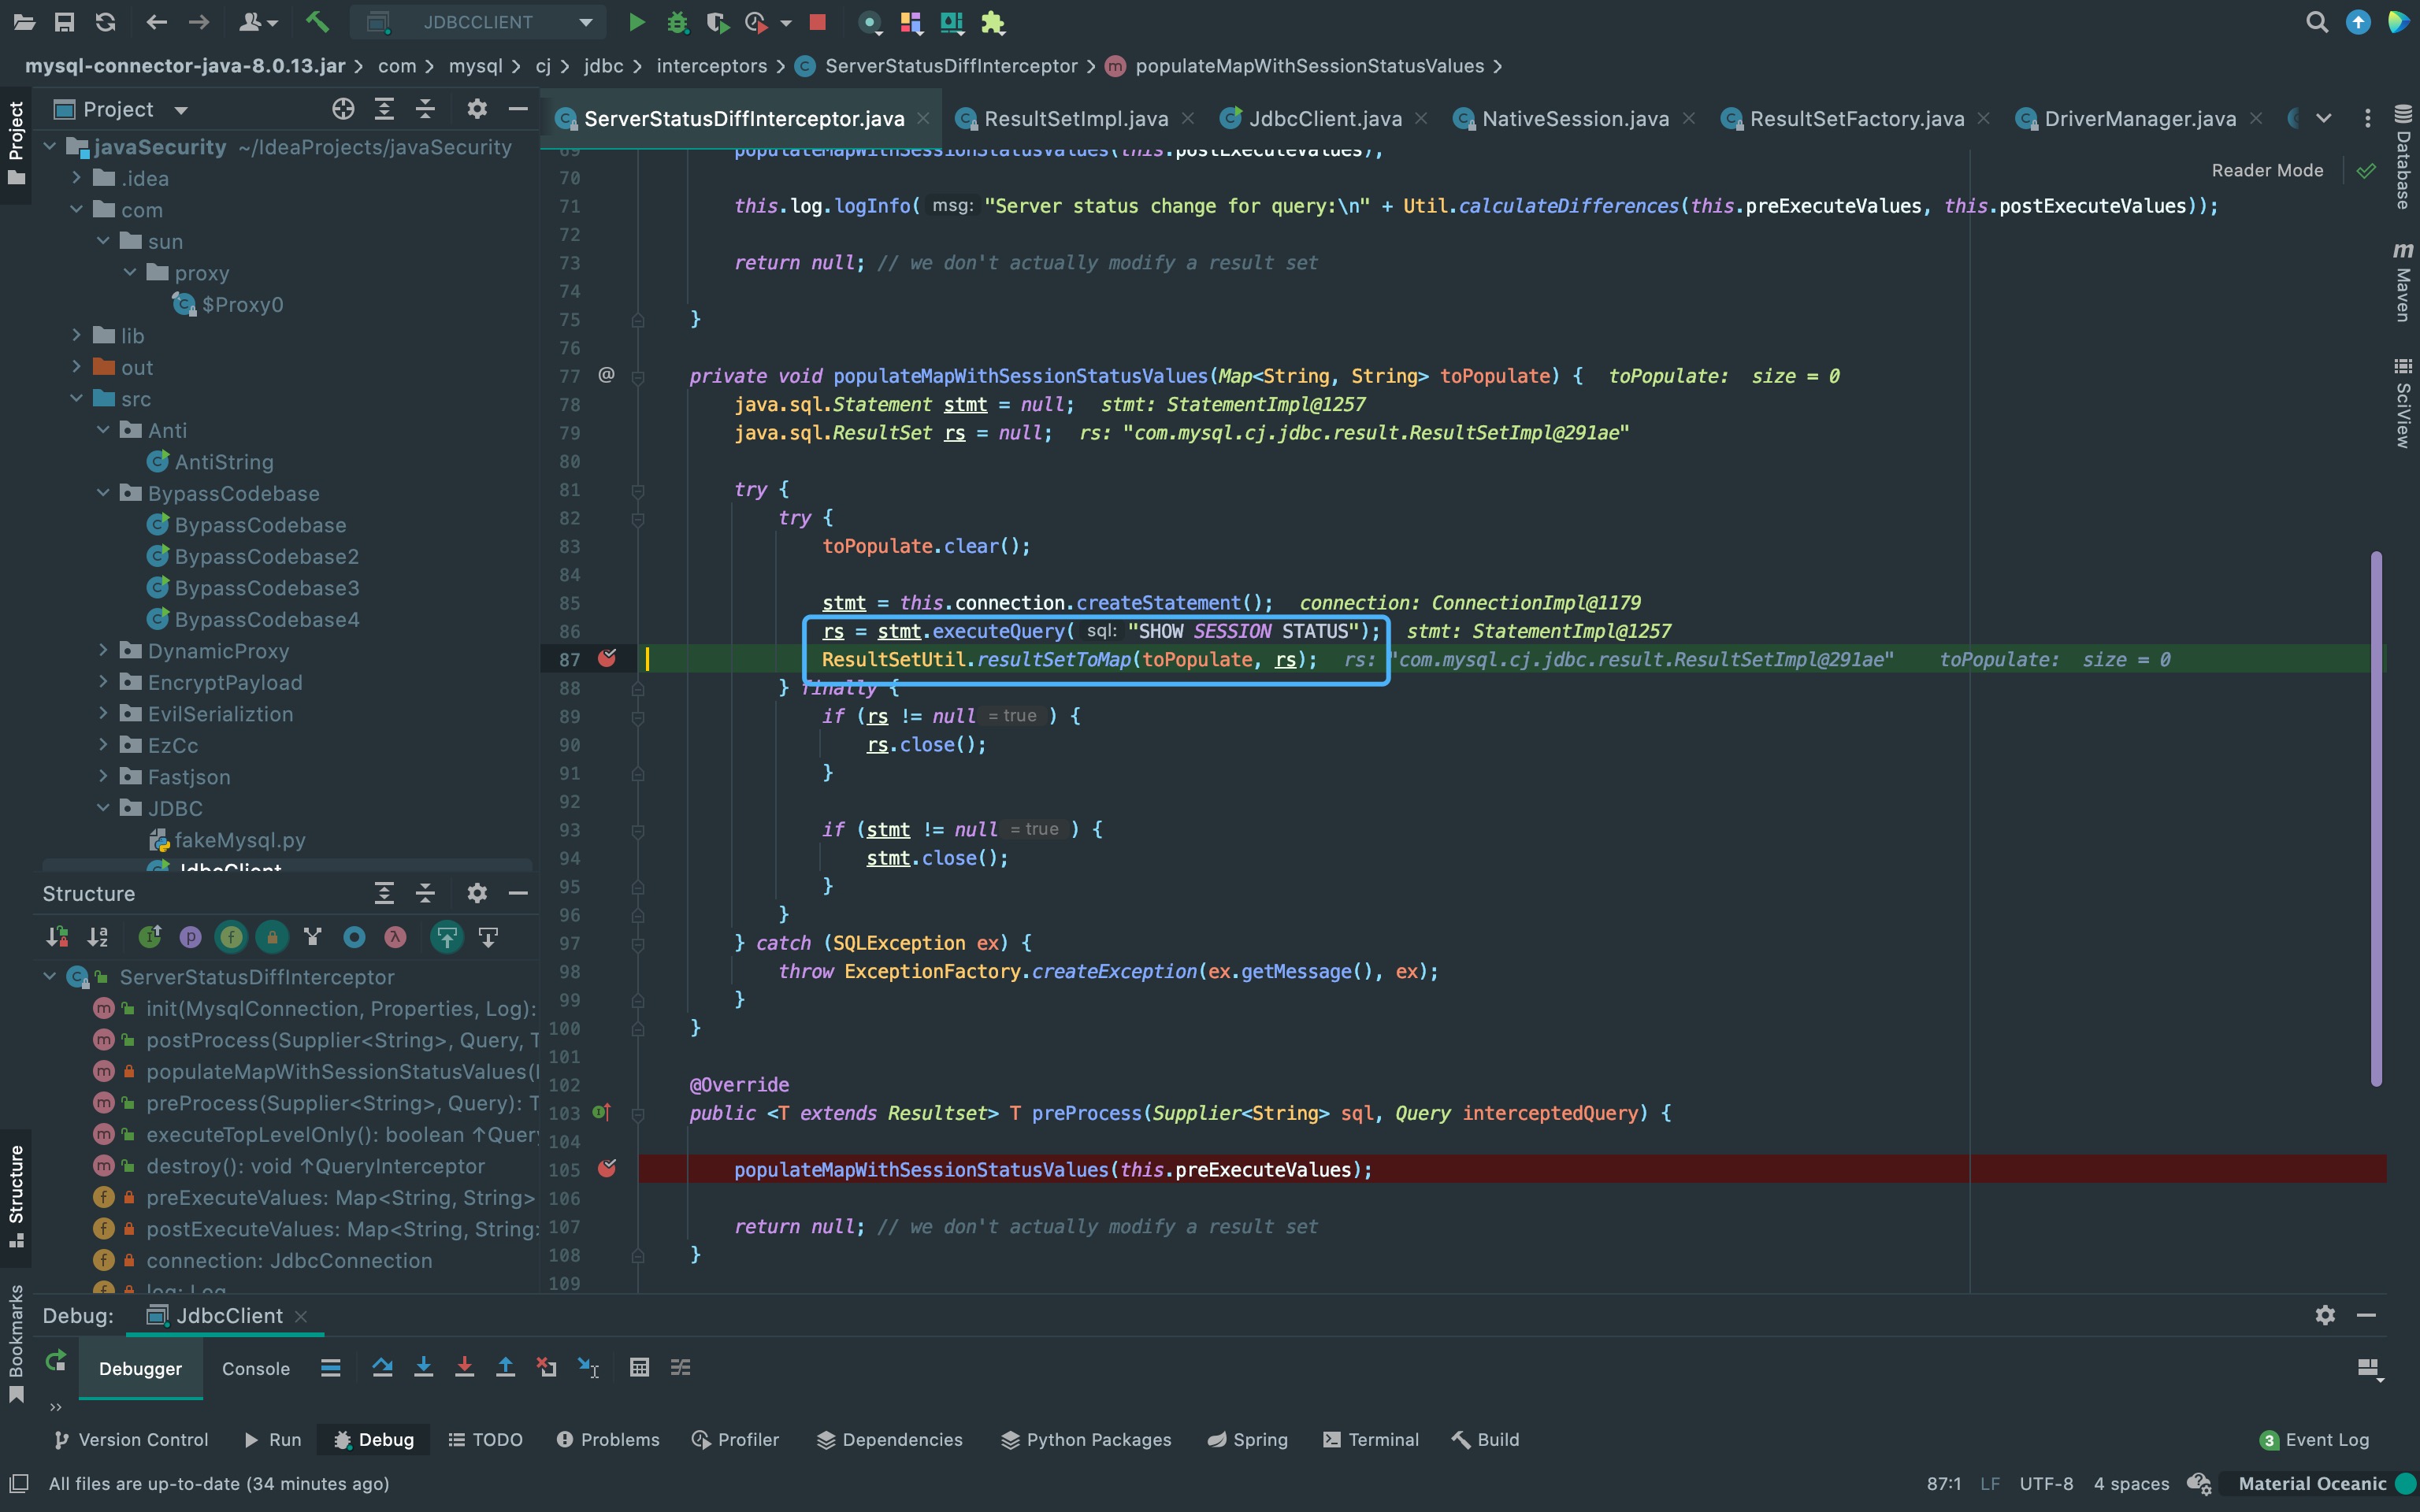 JDBCCLIENT
mysql-connector-java-8.0.13.jar > com > mysql > cj > jdbc > interceptors > ServerStatusDiffInterceptor > populateMapWithSessionStatusValues >
Project
Project
ServerStatusDiffInterceptor.java
ResultSetImpl.java
JdbcClient.java
NativeSession.java
ResultSetFactory.java
DriverManager.java
Database
Maven
SciView
Reader Mode
javaSecurity ~/IdeaProjects/javaSecurity
.idea
com
sun
proxy
$Proxy0
lib
out
src
Anti
AntiString
BypassCodebase
BypassCodebase
BypassCodebase2
BypassCodebase3
BypassCodebase4
DynamicProxy
EncryptPayload
EvilSerializtion
EzCc
Fastjson
JDBC
fakeMysql.py
JdbcClient
69 populateMapWithSessionStatusValues(this.postExecuteValues);
70
71 this.log.logInfo( msg: "Server status change for query:\n" + Util.calculateDifferences(this.preExecuteValues, this.postExecuteValues));
72
73 return null; // we don't actually modify a result set
74
75 }
76
77 @ private void populateMapWithSessionStatusValues(Map<String, String> toPopulate) { toPopulate: size = 0
78 java.sql.Statement stmt = null; stmt: StatementImpl@1257
79 java.sql.ResultSet rs = null; rs: "com.mysql.cj.jdbc.result.ResultSetImpl@291ae"
80
81 try {
82 try {
83 toPopulate.clear();
84
85 stmt = this.connection.createStatement(); connection: ConnectionImpl@1179
86 rs = stmt.executeQuery( sql: "SHOW SESSION STATUS"); stmt: StatementImpl@1257
87 ResultSetUtil.resultSetToMap(toPopulate, rs); rs: "com.mysql.cj.jdbc.result.ResultSetImpl@291ae" toPopulate: size = 0
88 } finally {
89 if (rs != null = true ) {
90 rs.close();
91 }
92
93 if (stmt != null = true ) {
94 stmt.close();
95 }
96 }
97 } catch (SQLException ex) {
98 throw ExceptionFactory.createException(ex.getMessage(), ex);
99 }
100 }
101
102 @Override
103 public <T extends Resultset> T preProcess(Supplier<String> sql, Query interceptedQuery) {
104
105 populateMapWithSessionStatusValues(this.preExecuteValues);
106
107 return null; // we don't actually modify a result set
108 }
109
Structure
Structure
ServerStatusDiffInterceptor
init(MysqlConnection, Properties, Log):
postProcess(Supplier<String>, Query, T
populateMapWithSessionStatusValues(
preProcess(Supplier<String>, Query): T
executeTopLevelOnly(): boolean ↑Query
destroy(): void ↑QueryInterceptor
preExecuteValues: Map<String, String>
postExecuteValues: Map<String, String>
connection: JdbcConnection
log: Log
Bookmarks
Debug: JdbcClient
Debugger Console
Version Control Run Debug TODO Problems Profiler Dependencies Python Packages Spring Terminal Build 3 Event Log
All files are up-to-date (34 minutes ago) 87:1 LF UTF-8 4 spaces Material Oceanic